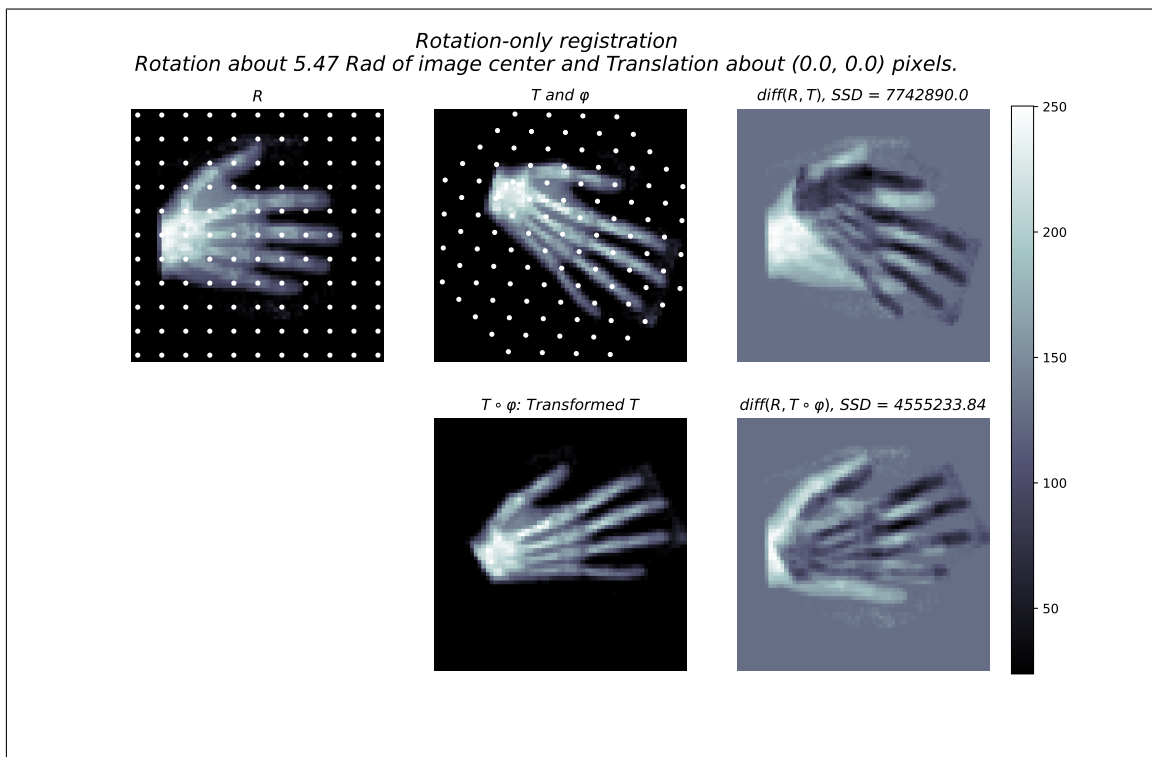 Rotation-only registration
Rotation about 5.47 Rad of image center and Translation about (0.0, 0.0) pixels.
R
T and φ
diff(R, T), SSD = 7742890.0
T ∘ φ: Transformed T
diff(R, T ∘ φ), SSD = 4555233.84
250
200
150
100
50